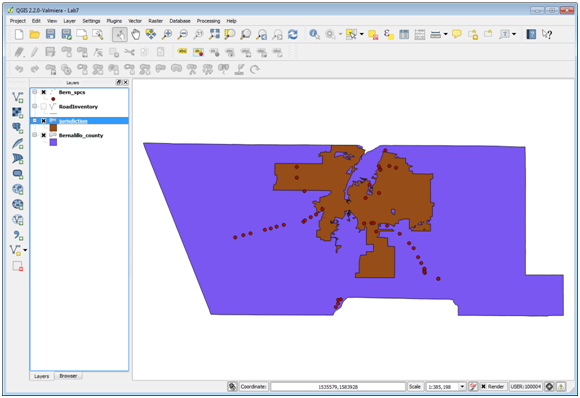 QGIS 2.2.0-Valmiera - Lab7
Project Edit View Layer Settings Plugins Vector Raster Database Processing Help
Layers
Bern_spcs
RoadInventory
Jurisdiction
Bernalillo_county
Layers Browser
Coordinate: 1535579,1583928 Scale 1:385,198 Render USER:100004